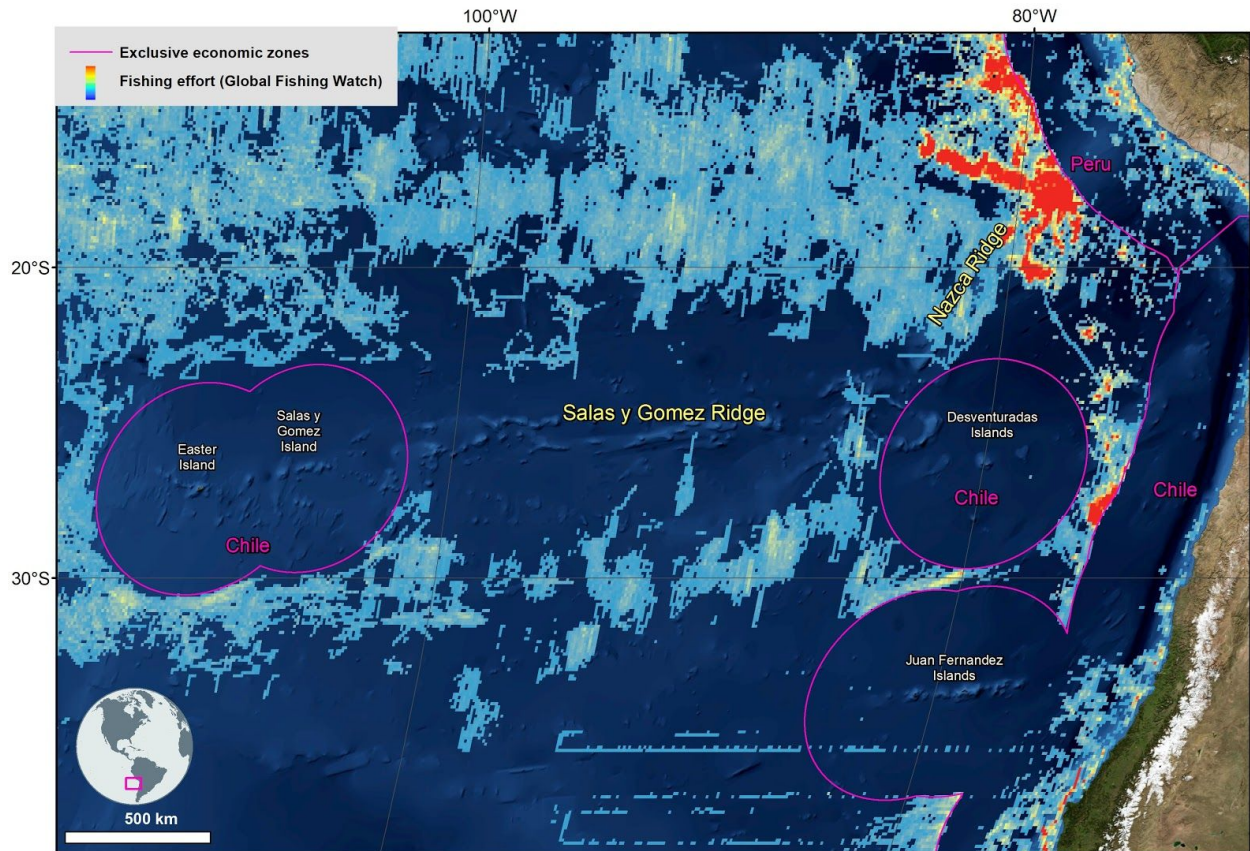 100°W
80°W
Exclusive economic zones
Fishing effort (Global Fishing Watch)
Peru
20°S
Nazca Ridge
Salas y Gomez Ridge
Salas y
Gomez
Island
Easter
Island
Desventuradas
Islands
Chile
Chile
Chile
30°S
Juan Fernandez
Islands
500 km